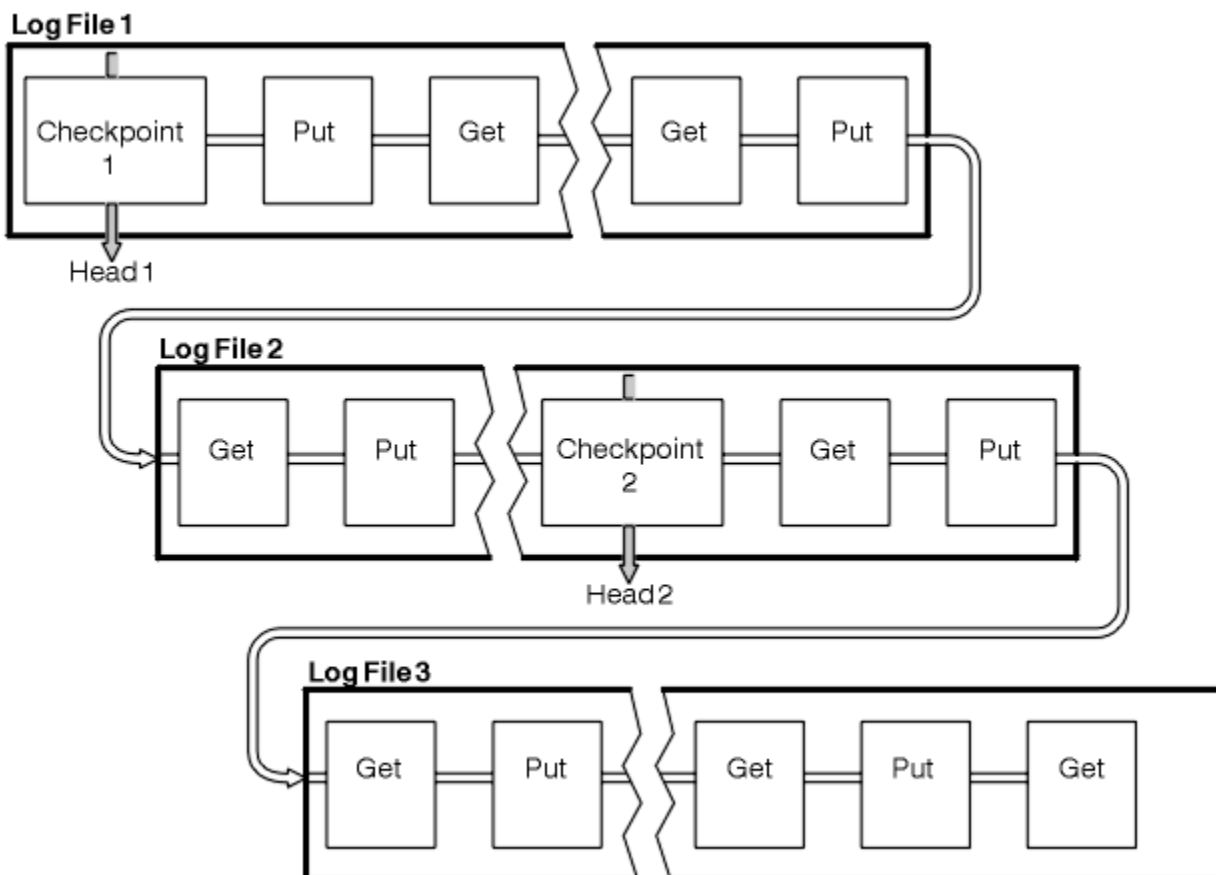 Log File 1
Checkpoint
1
Put
Get
Get
Put
Head 1
Log File 2
Get
Put
Checkpoint
2
Get
Put
Head 2
Log File 3
Get
Put
Get
Put
Get